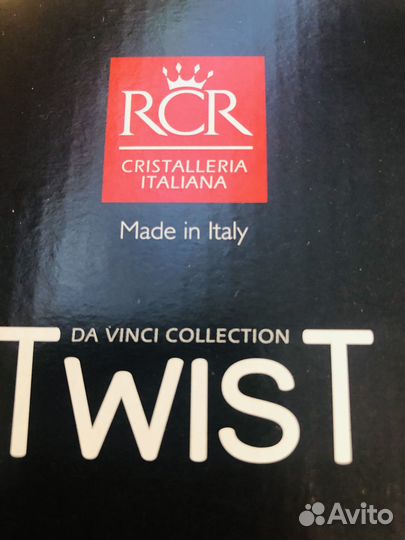 RCR
CRISTALLERIA
ITALIANA
Made in Italy
DA VINCI COLLECTION
TWIST
Avito